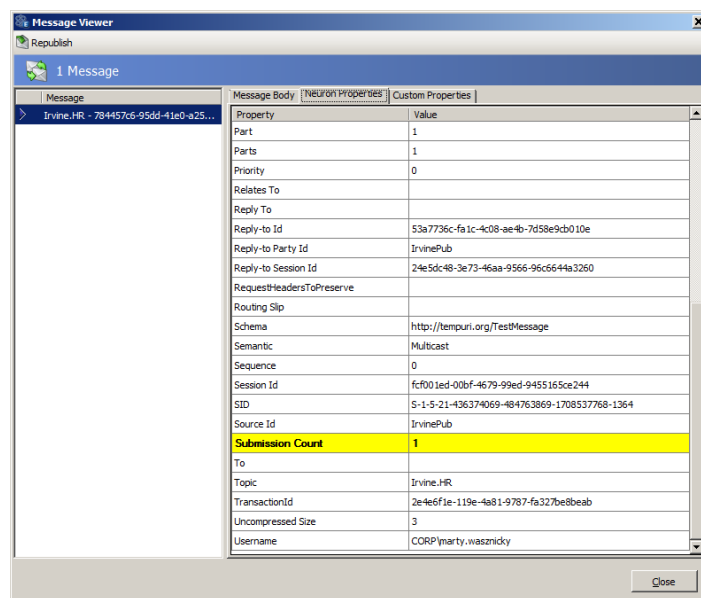 Message Viewer
Republish
1 Message
Message
Irvine.HR - 784457c6-95dd-41e0-a25...
Message Body Neuron Properties Custom Properties
Property Value
Part 1
Parts 1
Priority 0
Relates To
Reply To
Reply-to Id 53a7736c-fa1c-4c08-ae4b-7d58e9cb010e
Reply-to Party Id IrvinePub
Reply-to Session Id 24e5dc48-3e73-46aa-9566-96c6644a3260
RequestHeadersToPreserve
Routing Slip
Schema http://tempuri.org/TestMessage
Semantic Multicast
Sequence 0
Session Id fcf001ed-00bf-4679-99ed-9455165ce244
SID S-1-5-21-436374069-484763869-1708537768-1364
Source Id IrvinePub
Submission Count 1
To
Topic Irvine.HR
TransactionId 2e4e6f1e-119e-4a81-9787-fa327be8beab
Uncompressed Size 3
Username CORP\marty.wasznicky
Close